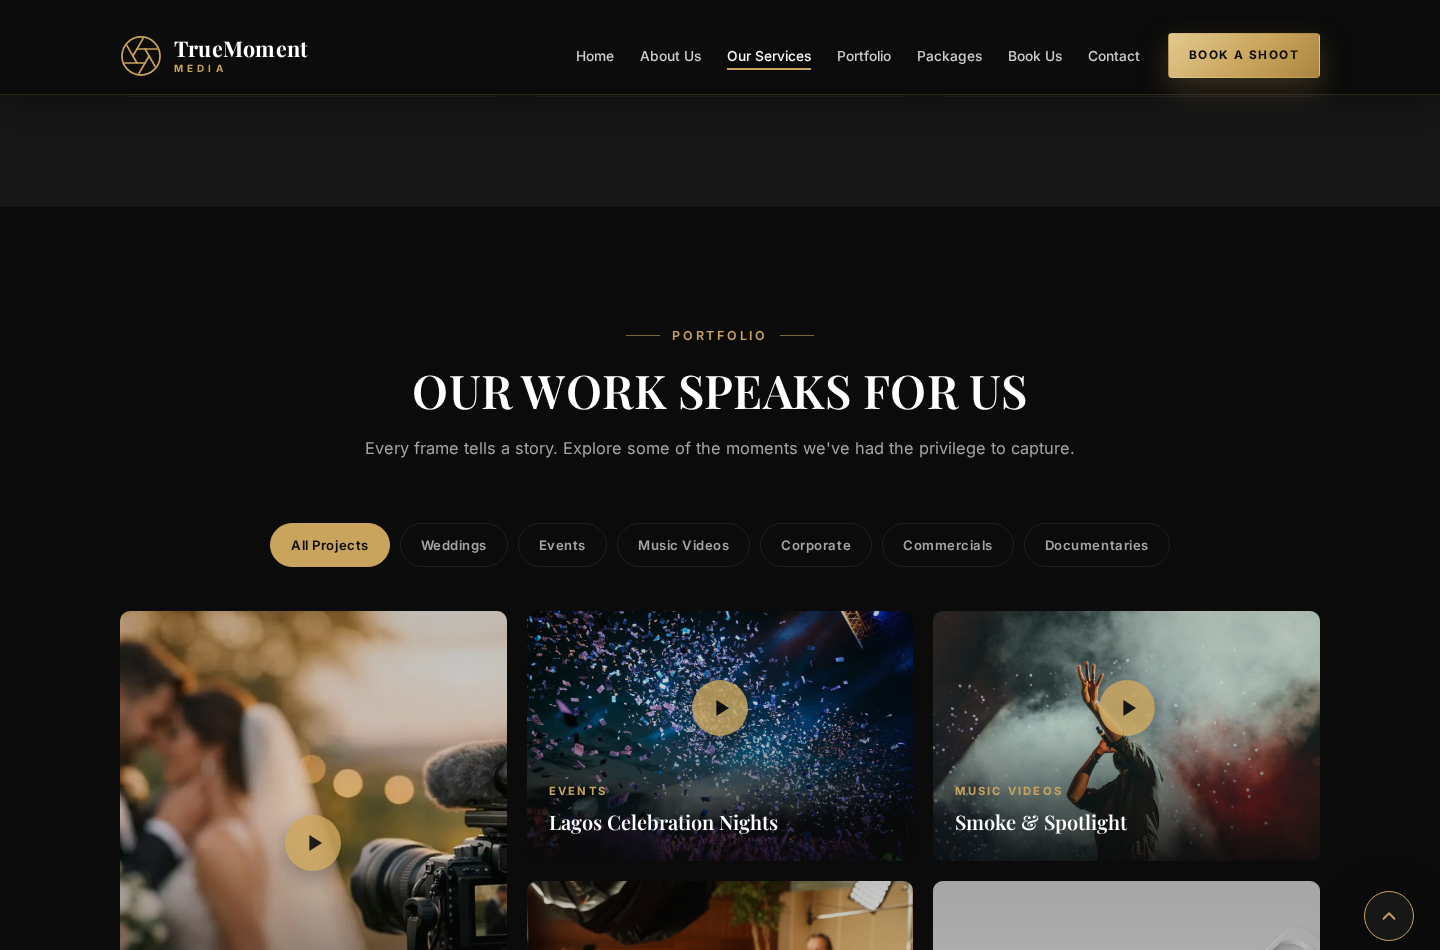 TrueMoment
MEDIA
Home About Us Our Services Portfolio Packages Book Us Contact BOOK A SHOOT
PORTFOLIO
OUR WORK SPEAKS FOR US
Every frame tells a story. Explore some of the moments we've had the privilege to capture.
All Projects Weddings Events Music Videos Corporate Commercials Documentaries
EVENTS
Lagos Celebration Nights
MUSIC VIDEOS
Smoke & Spotlight